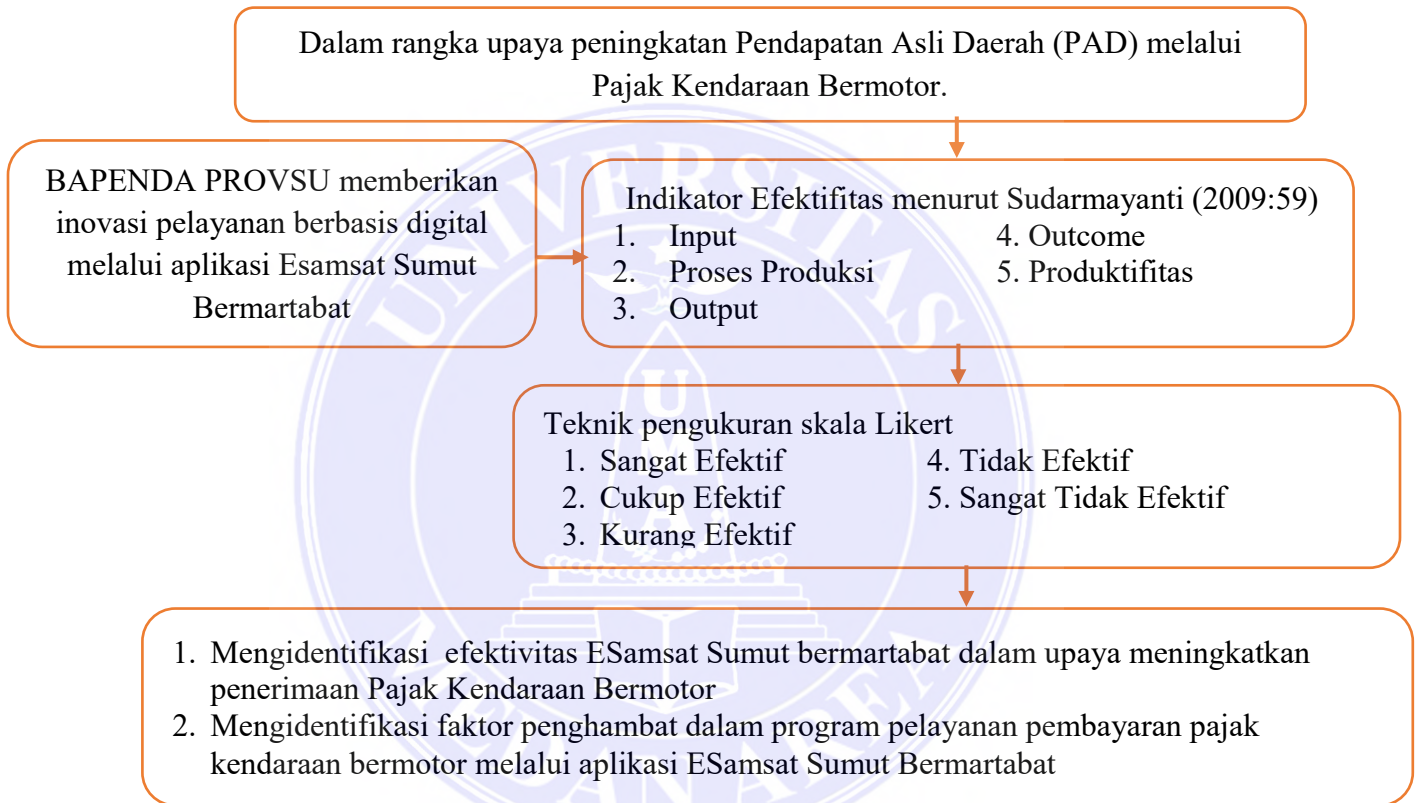 Dalam rangka upaya peningkatan Pendapatan Asli Daerah (PAD) melalui
Pajak Kendaraan Bermotor.
BAPENDA PROVSU memberikan
inovasi pelayanan berbasis digital
melalui aplikasi Esamsat Sumut
Bermartabat
Indikator Efektifitas menurut Sudarmayanti (2009:59)
1. Input
2. Proses Produksi
3. Output
4. Outcome
5. Produktifitas
Teknik pengukuran skala Likert
1. Sangat Efektif
2. Cukup Efektif
3. Kurang Efektif
4. Tidak Efektif
5. Sangat Tidak Efektif
1. Mengidentifikasi efektivitas ESamsat Sumut bermartabat dalam upaya meningkatkan
penerimaan Pajak Kendaraan Bermotor
2. Mengidentifikasi faktor penghambat dalam program pelayanan pembayaran pajak
kendaraan bermotor melalui aplikasi ESamsat Sumut Bermartabat
UNIVERSITAS
MEDAN AREA
UMA